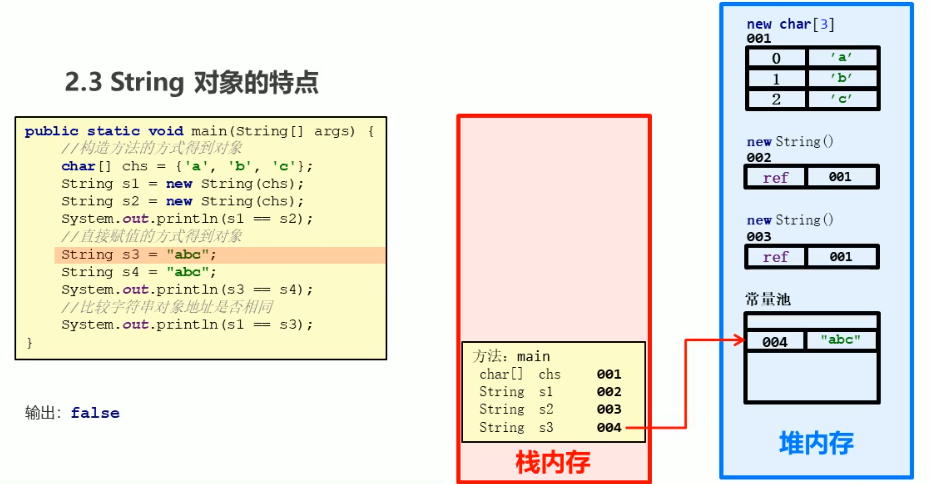 2.3 String 对象的特点
public static void main(String[] args) {
//构造方法的方式得到对象
char[] chs = {'a', 'b', 'c'};
String s1 = new String(chs);
String s2 = new String(chs);
System.out.println(s1 == s2);
//直接赋值的方式得到对象
String s3 = "abc";
String s4 = "abc";
System.out.println(s3 == s4);
//比较字符串对象地址是否相同
System.out.println(s1 == s3);
}
输出：false
方法：main
char[] chs 001
String s1 002
String s2 003
String s3 004
栈内存
new char[3]
001
0 'a'
1 'b'
2 'c'
new String()
002
ref 001
new String()
003
ref 001
常量池
004 "abc"
堆内存